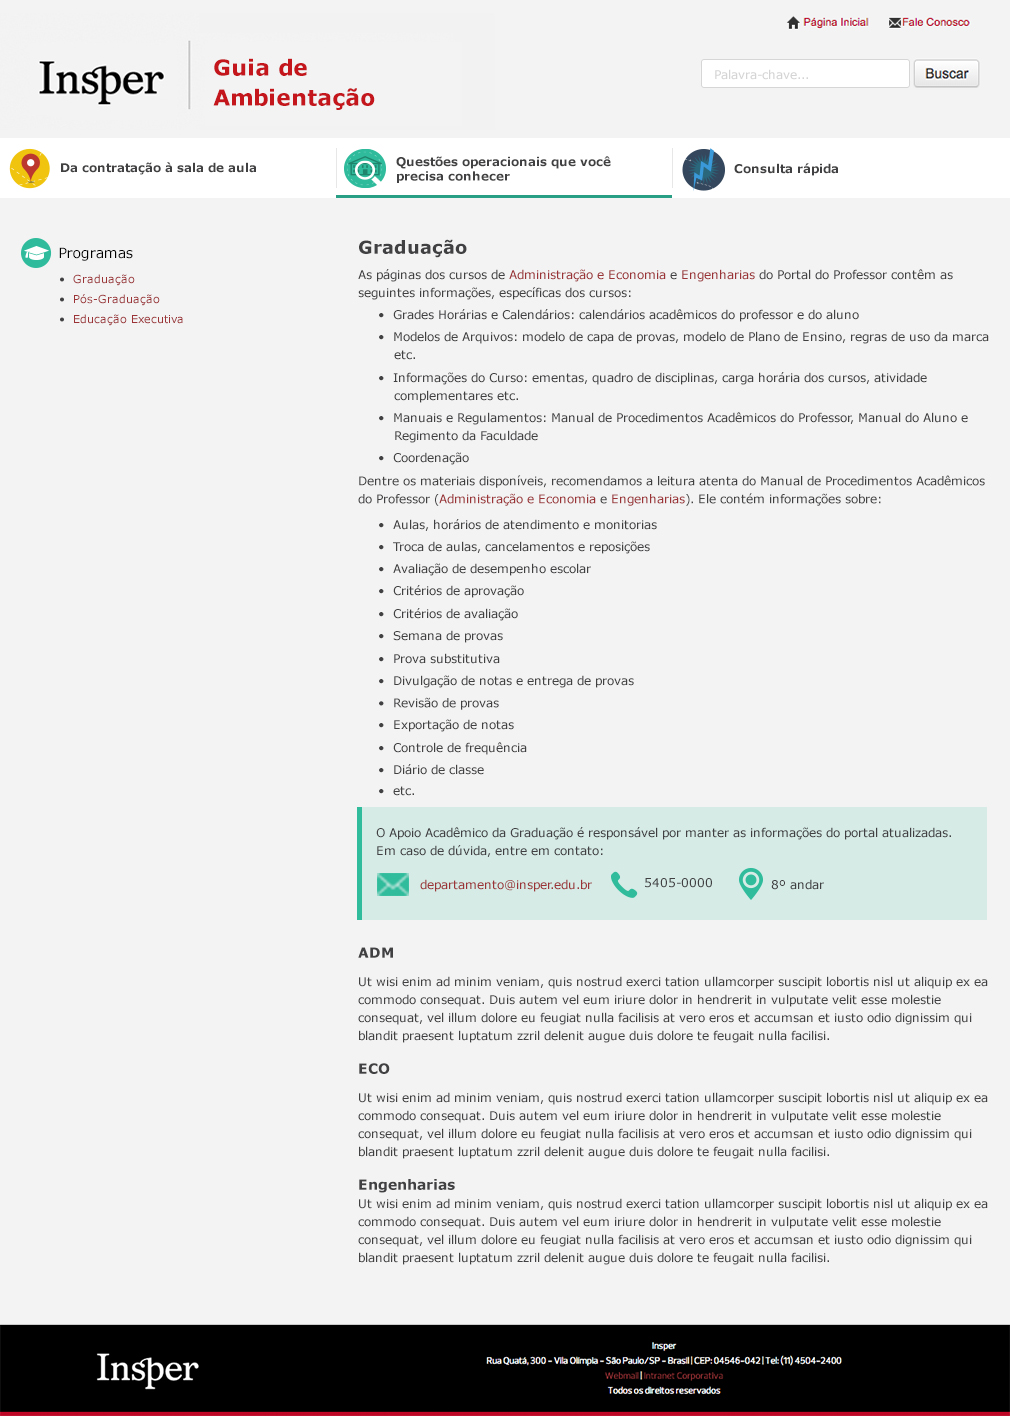 Página Inicial
Fale Conosco
Insper
Guia de
Ambientação
Palavra-chave...
Buscar
Da contratação à sala de aula
Questões operacionais que você
precisa conhecer
Consulta rápida
Programas
• Graduação
• Pós-Graduação
• Educação Executiva
Graduação
As páginas dos cursos de Administração e Economia e Engenharias do Portal do Professor contêm as
seguintes informações, específicas dos cursos:
• Grades Horárias e Calendários: calendários acadêmicos do professor e do aluno
• Modelos de Arquivos: modelo de capa de provas, modelo de Plano de Ensino, regras de uso da marca
etc.
• Informações do Curso: ementas, quadro de disciplinas, carga horária dos cursos, atividade
complementares etc.
• Manuais e Regulamentos: Manual de Procedimentos Acadêmicos do Professor, Manual do Aluno e
Regimento da Faculdade
• Coordenação
Dentre os materiais disponíveis, recomendamos a leitura atenta do Manual de Procedimentos Acadêmicos
do Professor (Administração e Economia e Engenharias). Ele contém informações sobre:
• Aulas, horários de atendimento e monitorias
• Troca de aulas, cancelamentos e reposições
• Avaliação de desempenho escolar
• Critérios de aprovação
• Critérios de avaliação
• Semana de provas
• Prova substitutiva
• Divulgação de notas e entrega de provas
• Revisão de provas
• Exportação de notas
• Controle de frequência
• Diário de classe
• etc.
O Apoio Acadêmico da Graduação é responsável por manter as informações do portal atualizadas.
Em caso de dúvida, entre em contato:
departamento@insper.edu.br
5405-0000
8º andar
ADM
Ut wisi enim ad minim veniam, quis nostrud exerci tation ullamcorper suscipit lobortis nisl ut aliquip ex ea
commodo consequat. Duis autem vel eum iriure dolor in hendrerit in vulputate velit esse molestie
consequat, vel illum dolore eu feugiat nulla facilisis at vero eros et accumsan et iusto odio dignissim qui
blandit praesent luptatum zzril delenit augue duis dolore te feugait nulla facilisi.
ECO
Ut wisi enim ad minim veniam, quis nostrud exerci tation ullamcorper suscipit lobortis nisl ut aliquip ex ea
commodo consequat. Duis autem vel eum iriure dolor in hendrerit in vulputate velit esse molestie
consequat, vel illum dolore eu feugiat nulla facilisis at vero eros et accumsan et iusto odio dignissim qui
blandit praesent luptatum zzril delenit augue duis dolore te feugait nulla facilisi.
Engenharias
Ut wisi enim ad minim veniam, quis nostrud exerci tation ullamcorper suscipit lobortis nisl ut aliquip ex ea
commodo consequat. Duis autem vel eum iriure dolor in hendrerit in vulputate velit esse molestie
consequat, vel illum dolore eu feugiat nulla facilisis at vero eros et accumsan et iusto odio dignissim qui
blandit praesent luptatum zzril delenit augue duis dolore te feugait nulla facilisi.
Insper
Insper
Rua Quatá, 300 - Vila Olímpia - São Paulo/SP - Brasil | CEP: 04546-042 | Tel: (11) 4504-2400
Webmail | Intranet Corporativa
Todos os direitos reservados